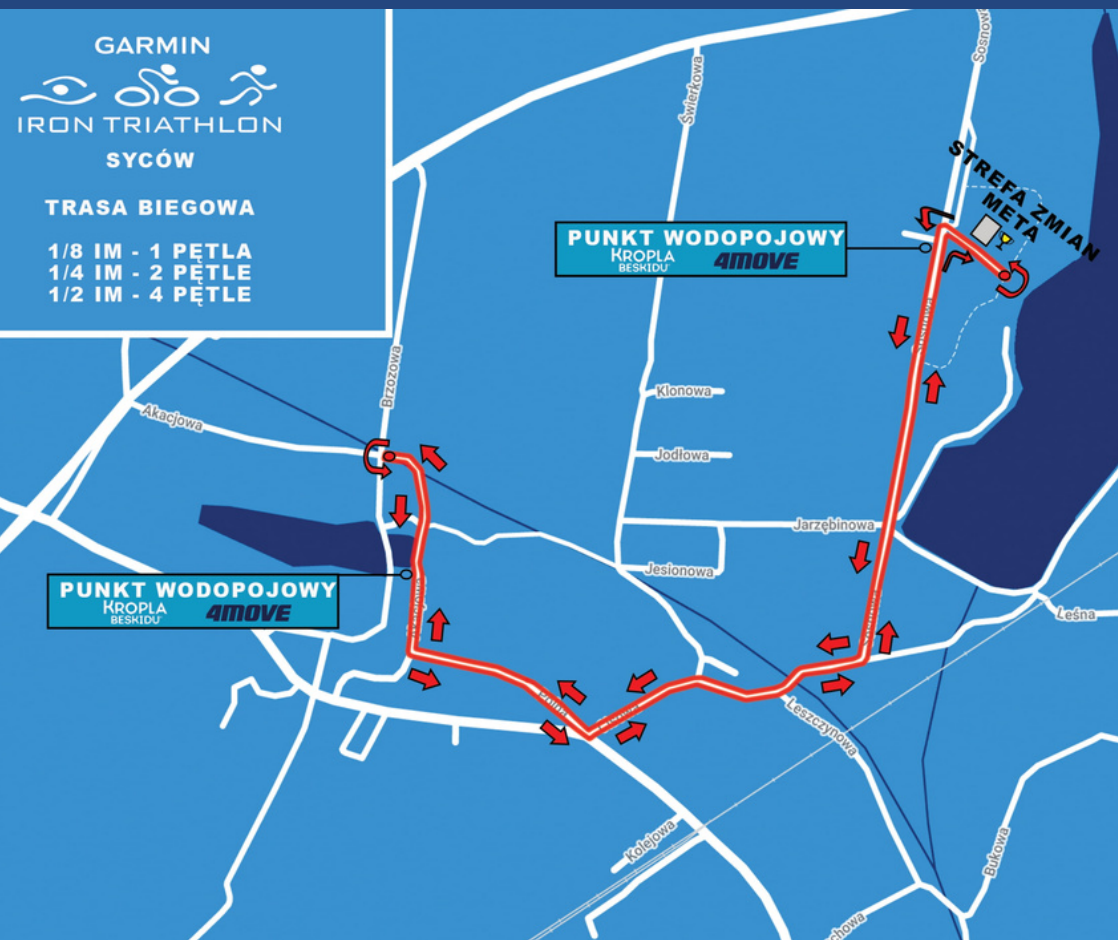 GARMIN
IRON TRIATHLON
SYCÓW
TRASA BIEGOWA
1/8 IM - 1 PĘTLA
1/4 IM - 2 PĘTLE
1/2 IM - 4 PĘTLE
Sosnowa
Świerkowa
STREFA ZMIAN
META
PUNKT WODOPOJOWY
KROPLA
BESKIDU
4MOVE
Brzozowa
Klonowa
Akacjowa
Jodłowa
Jarzębinowa
Jesionowa
PUNKT WODOPOJOWY
KROPLA
BESKIDU
4MOVE
Leśna
Polna
Leszczynowa
Kolejowa
Bukowa
chowa